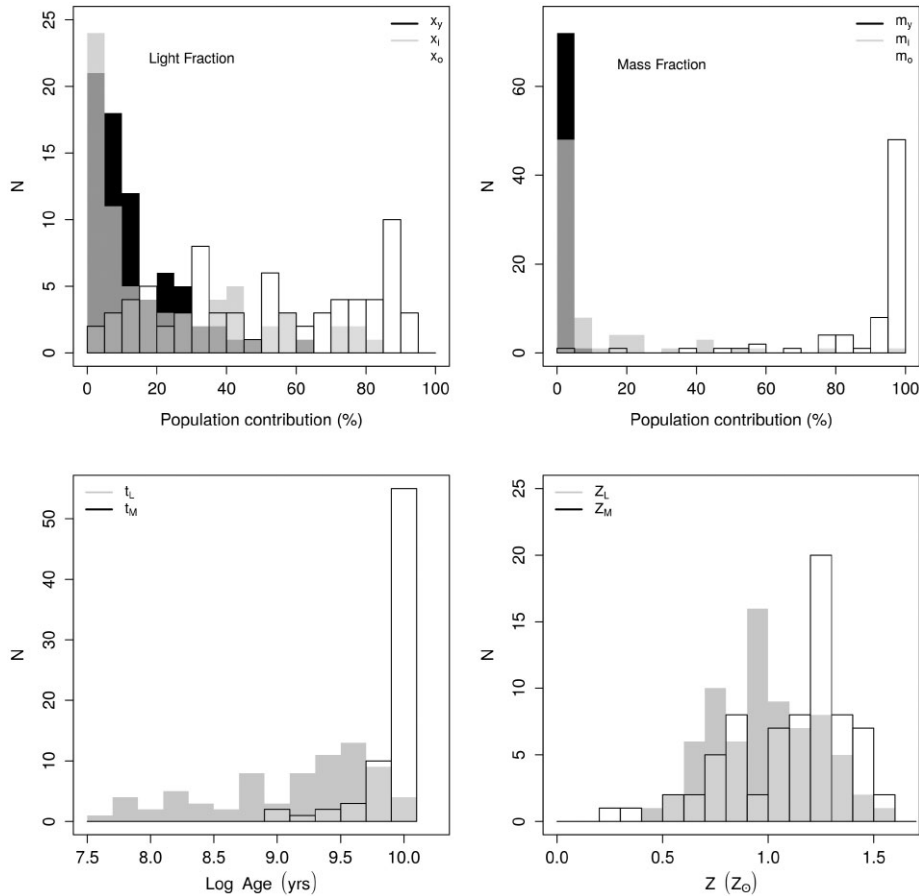 25
20
15
10
5
0
N
Light Fraction
x_y
x_I
x_o
0 20 40 60 80 100
Population contribution (%)
60
40
20
0
N
Mass Fraction
m_y
m_I
m_o
0 20 40 60 80 100
Population contribution (%)
50
40
30
20
10
0
N
t_L
t_M
7.5 8.0 8.5 9.0 9.5 10.0
Log Age (yrs)
25
20
15
10
5
0
N
Z_L
Z_M
0.0 0.5 1.0 1.5
Z (Z_⊙)